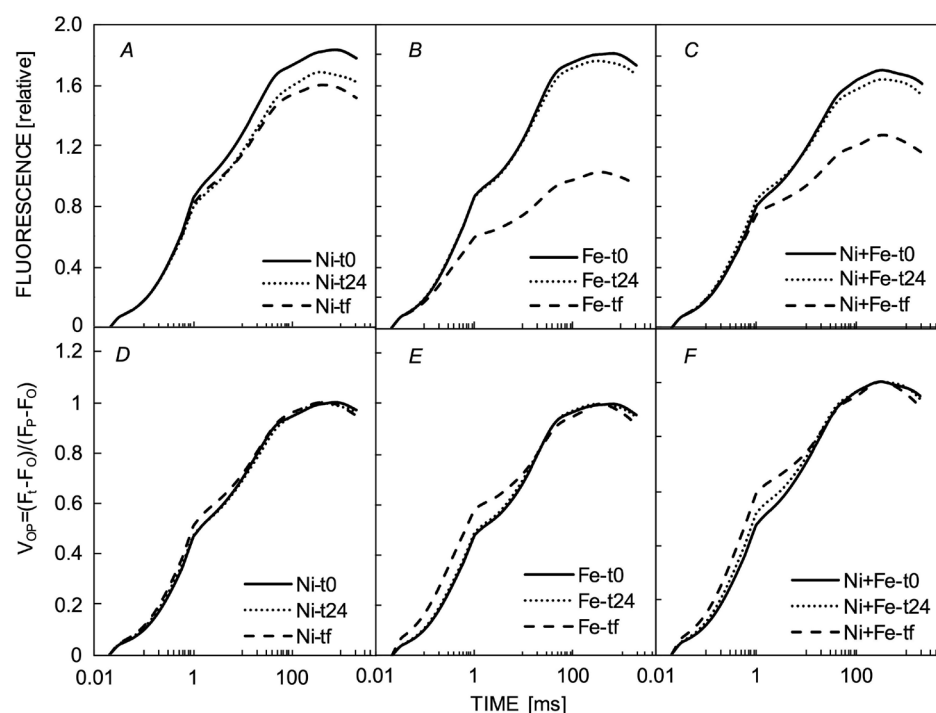 FLUORESCENCE [relative]
2.0
1.6
1.2
0.8
0.4
0
A
Ni-t0
Ni-t24
Ni-tf
B
Fe-t0
Fe-t24
Fe-tf
C
Ni+Fe-t0
Ni+Fe-t24
Ni+Fe-tf
V_OP=(F_t-F_O)/(F_P-F_O)
1.2
1
0.8
0.6
0.4
0.2
0
D
Ni-t0
Ni-t24
Ni-tf
E
Fe-t0
Fe-t24
Fe-tf
F
Ni+Fe-t0
Ni+Fe-t24
Ni+Fe-tf
0.01 1 100 0.01 1 100 0.01 1 100
TIME [ms]